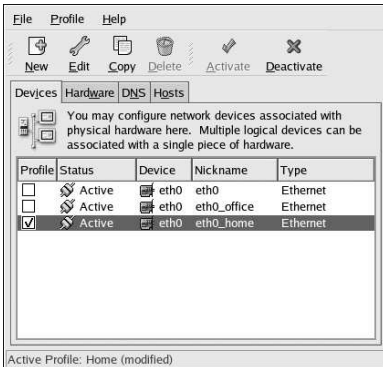 File Profile Help
New Edit Copy Delete Activate Deactivate
Devices Hardware DNS Hosts
You may configure network devices associated with
physical hardware here. Multiple logical devices can be
associated with a single piece of hardware.
Profile Status Device Nickname Type
Active eth0 eth0 Ethernet
Active eth0 eth0_office Ethernet
Active eth0 eth0_home Ethernet
Active Profile: Home (modified)